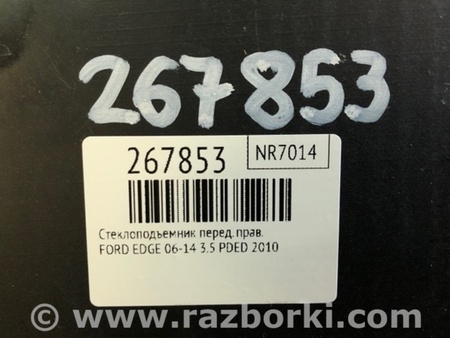 267853
267853 NR7014
Стеклоподъемник перед. прав.
FORD EDGE 06-14 3.5 PDED 2010
© www.razborki.com